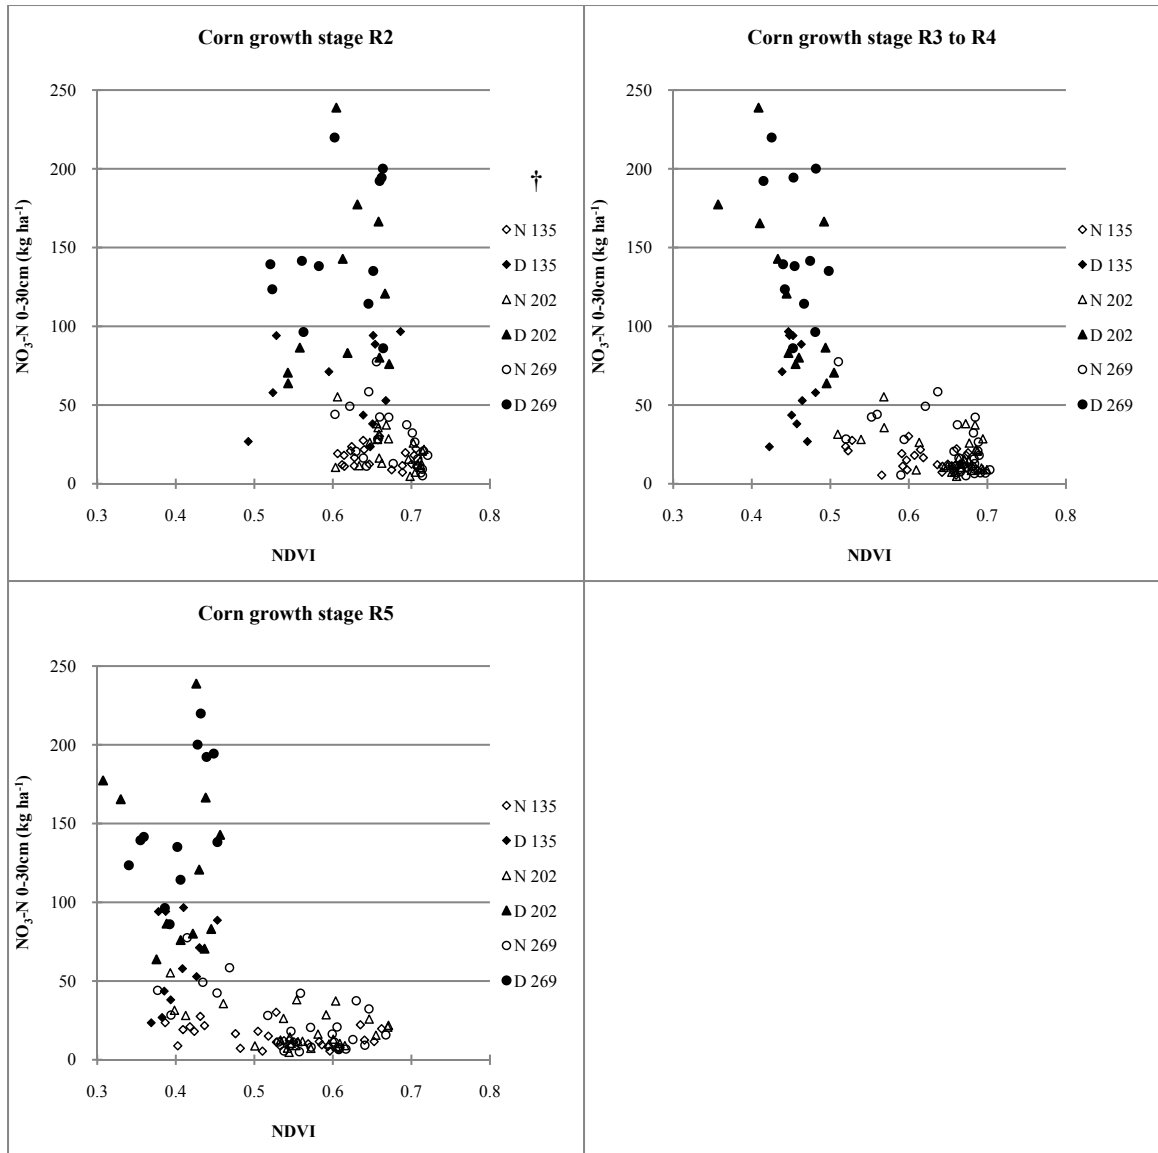 Corn growth stage R2
NO₃-N 0-30cm (kg ha⁻¹)
250
200
150
100
50
0
0.3 0.4 0.5 0.6 0.7 0.8
NDVI
†
N 135
D 135
N 202
D 202
N 269
D 269
Corn growth stage R3 to R4
NO₃-N 0-30cm (kg ha⁻¹)
250
200
150
100
50
0
0.3 0.4 0.5 0.6 0.7 0.8
NDVI
N 135
D 135
N 202
D 202
N 269
D 269
Corn growth stage R5
NO₃-N 0-30cm (kg ha⁻¹)
250
200
150
100
50
0
0.3 0.4 0.5 0.6 0.7 0.8
NDVI
N 135
D 135
N 202
D 202
N 269
D 269